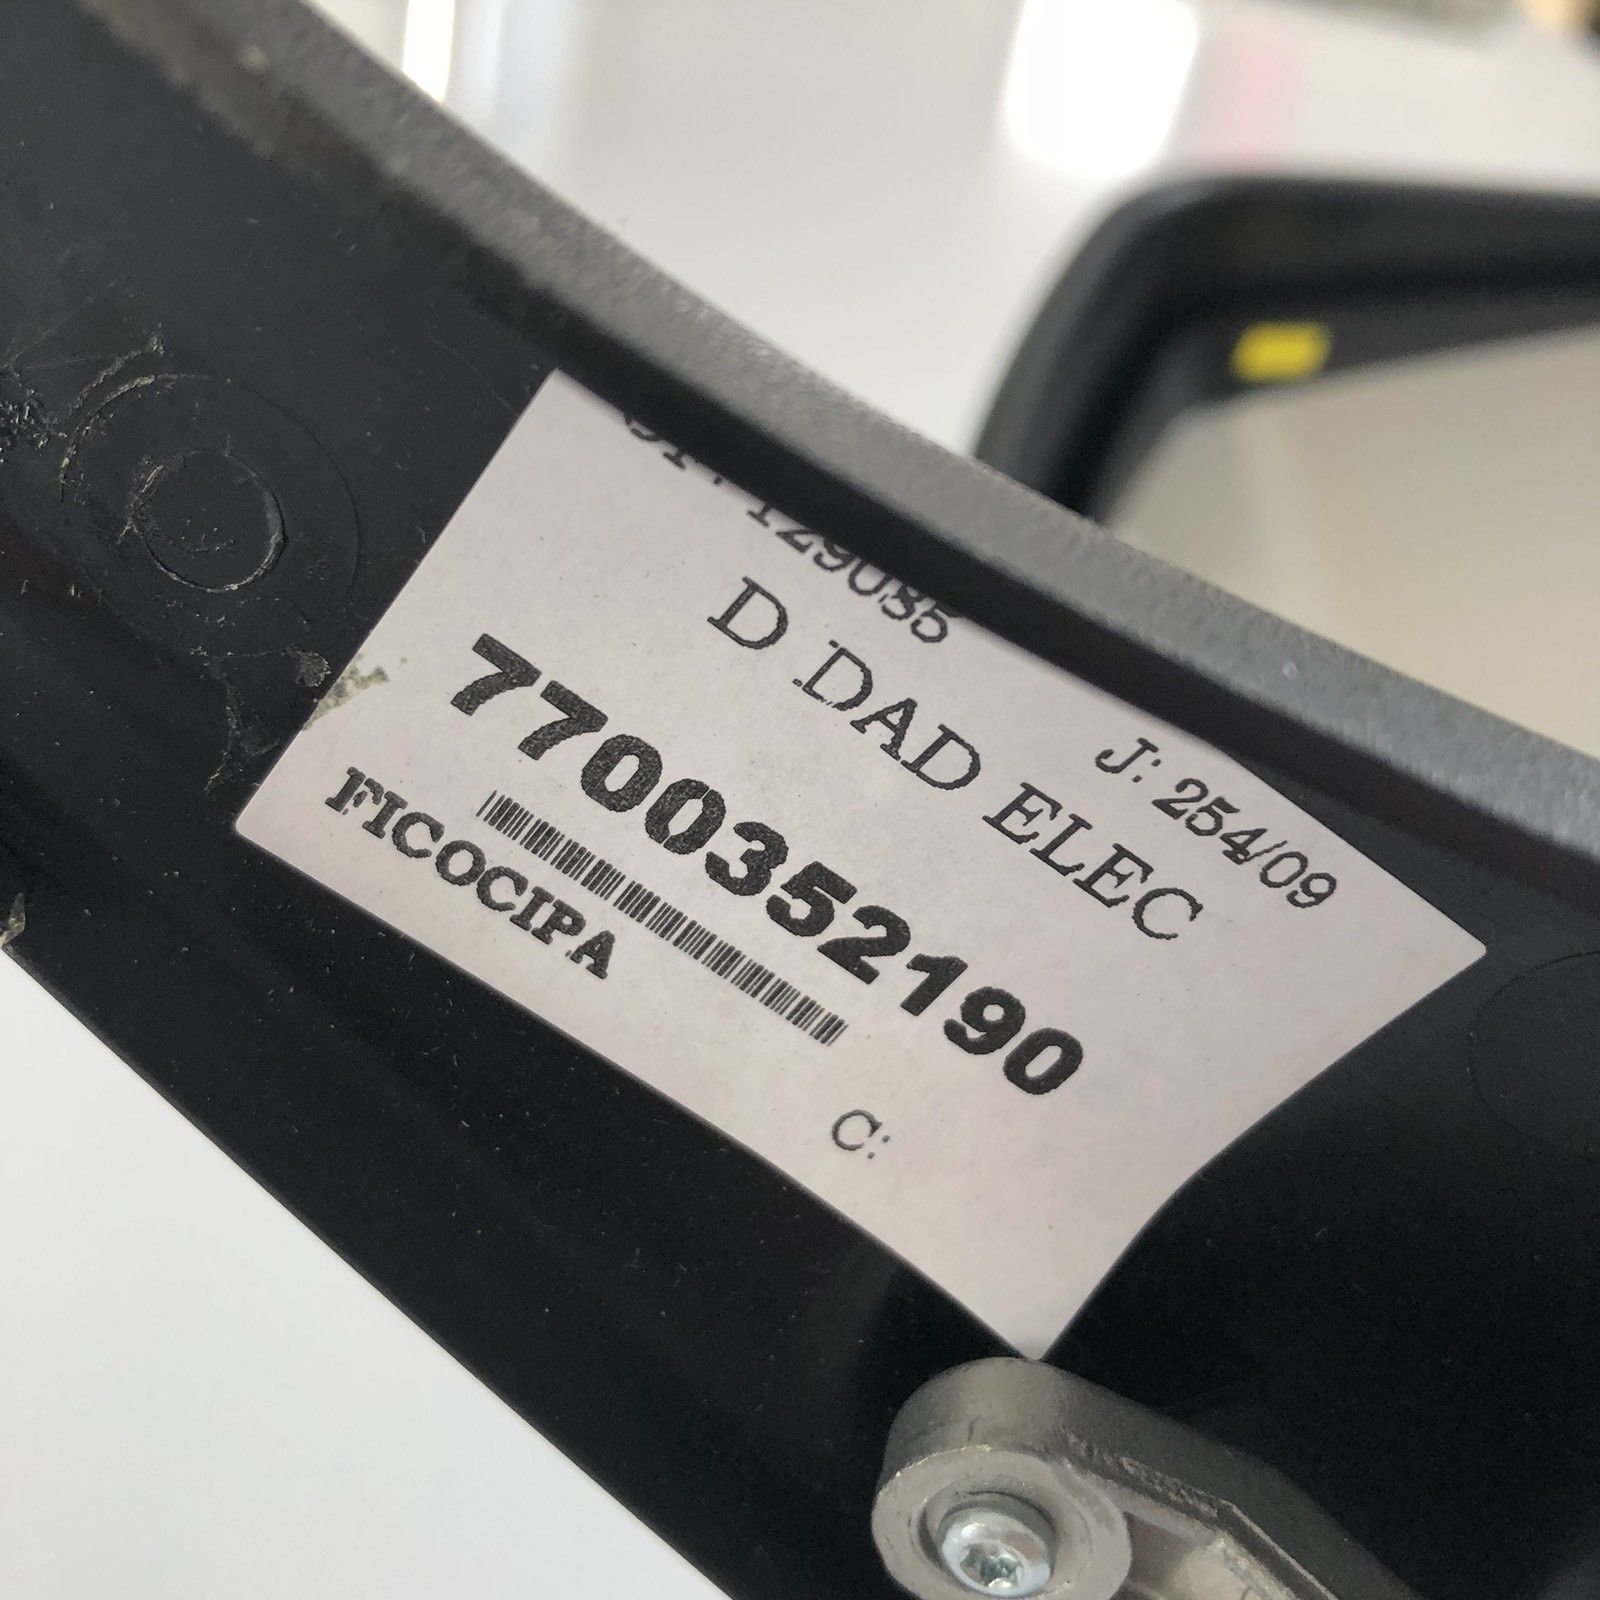 J: 254/09
D DAD ELEC
7700352190
FICOCIPA
C: